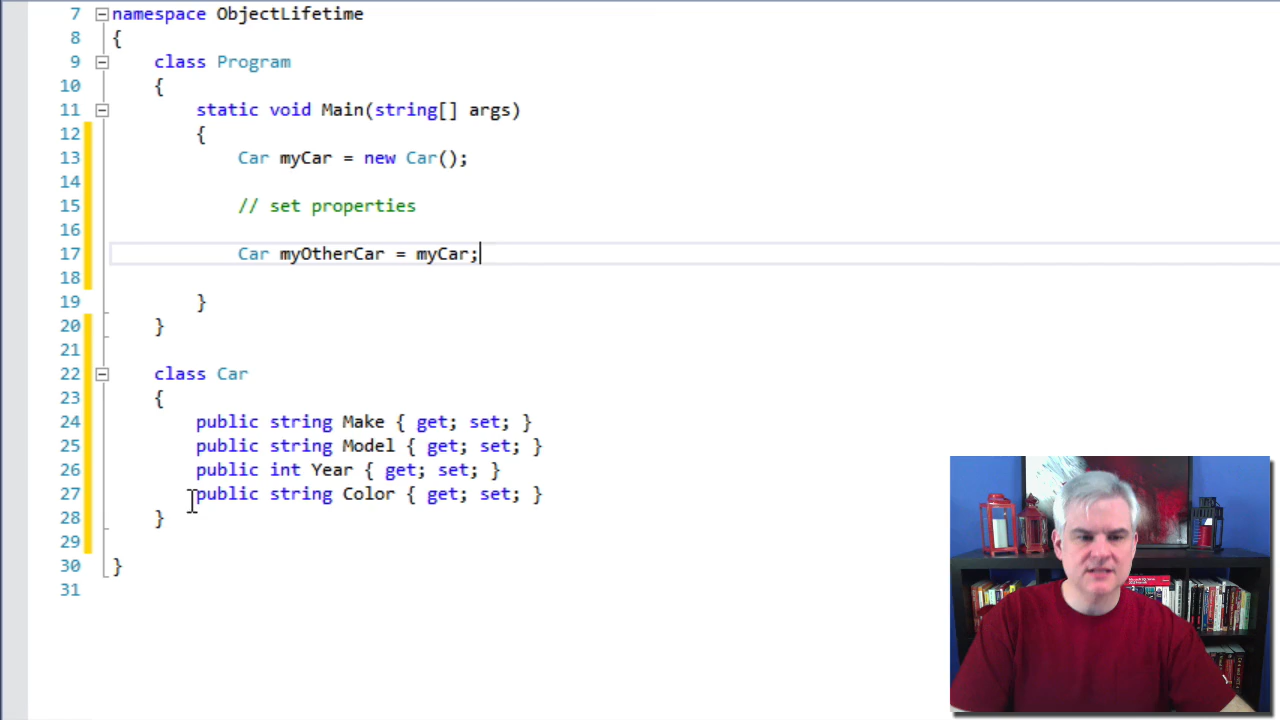 7 namespace ObjectLifetime
8 {
9 class Program
10 {
11 static void Main(string[] args)
12 {
13 Car myCar = new Car();
14
15 // set properties
16
17 Car myOtherCar = myCar;
18
19 }
20 }
21
22 class Car
23 {
24 public string Make { get; set; }
25 public string Model { get; set; }
26 public int Year { get; set; }
27 public string Color { get; set; }
28 }
29
30 }
31